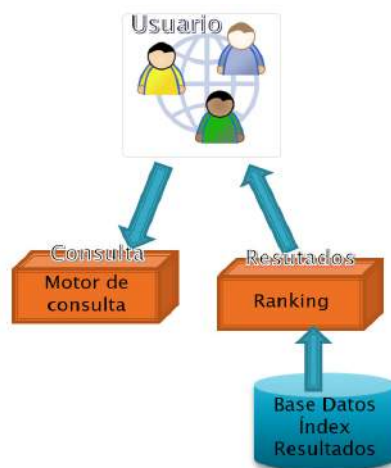 Usuario
Consulta
Motor de
consulta
Resutados
Ranking
Base Datos
Índex
Resultados